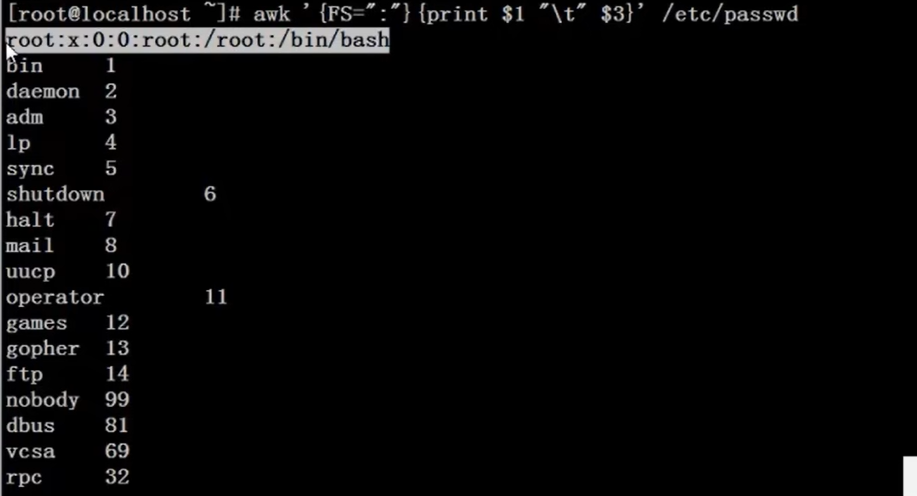 [root@localhost ~]# awk '{FS=":"}{print $1 "\t" $3}' /etc/passwd
root:x:0:0:root:/root:/bin/bash
bin	1
daemon	2
adm	3
lp	4
sync	5
shutdown	6
halt	7
mail	8
uucp	10
operator	11
games	12
gopher	13
ftp	14
nobody	99
dbus	81
vcsa	69
rpc	32